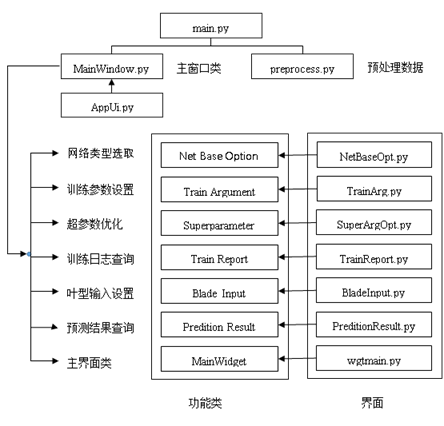 main.py
MainWindow.py
主窗口类
preprocess.py
预处理数据
AppUi.py
网络类型选取
Net Base Option
NetBaseOpt.py
训练参数设置
Train Argument
TrainArg.py
超参数优化
Superparameter
SuperArgOpt.py
训练日志查询
Train Report
TrainReport.py
叶型输入设置
Blade Input
BladeInput.py
预测结果查询
Predition Result
PreditionResult.py
主界面类
MainWidget
wgtmain.py
功能类
界面